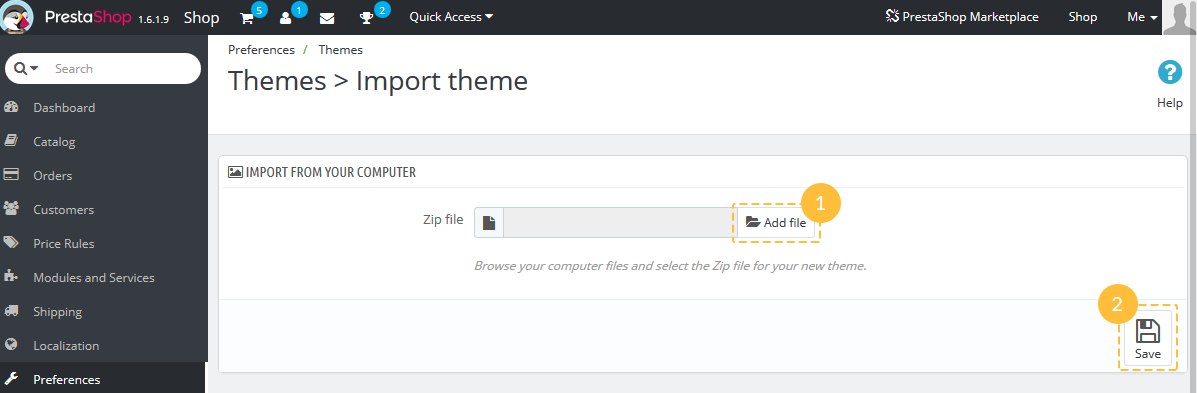 PrestaShop 1.6.1.9 Shop 5 1 2 Quick Access PrestaShop Marketplace Shop Me
Search
Dashboard
Catalog
Orders
Customers
Price Rules
Modules and Services
Shipping
Localization
Preferences
Preferences / Themes
Themes > Import theme
? Help
IMPORT FROM YOUR COMPUTER
Zip file
Add file
1
Browse your computer files and select the Zip file for your new theme.
2
Save